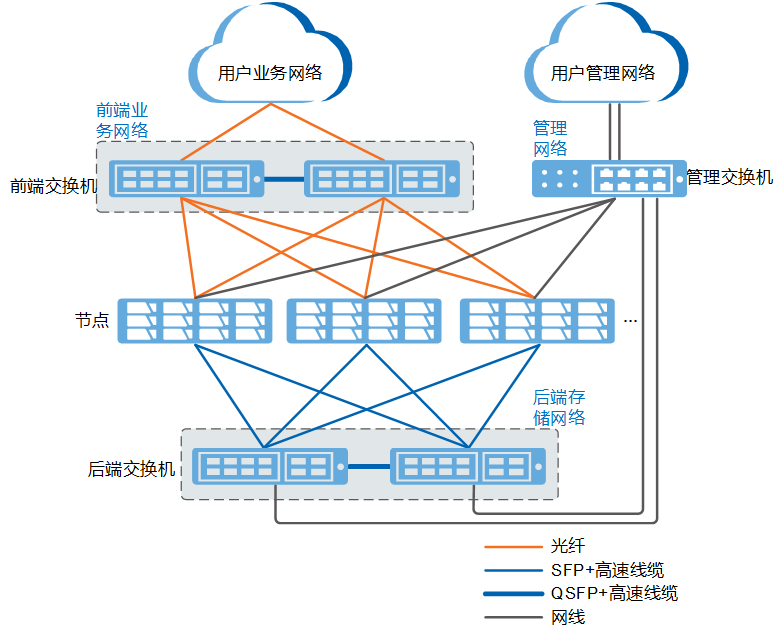 用户业务网络
用户管理网络
前端业
务网络
管理
网络
前端交换机
管理交换机
节点
...
后端存
储网络
后端交换机
光纤
SFP+高速线缆
QSFP+高速线缆
网线